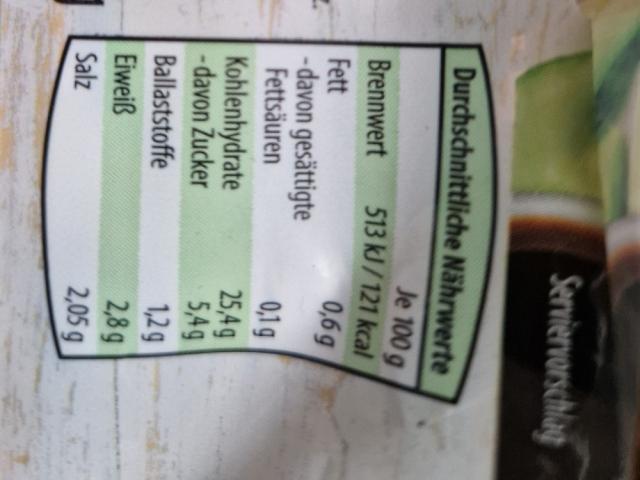 Durchschnittliche Nährwerte
Je 100 g
Brennwert 513 kJ / 121 kcal
Fett 0,6 g
- davon gesättigte
Fettsäuren 0,1 g
Kohlenhydrate 25,4 g
- davon Zucker 5,4 g
Ballaststoffe 1,2 g
Eiweiß 2,8 g
Salz 2,05 g
Serviervorschlag